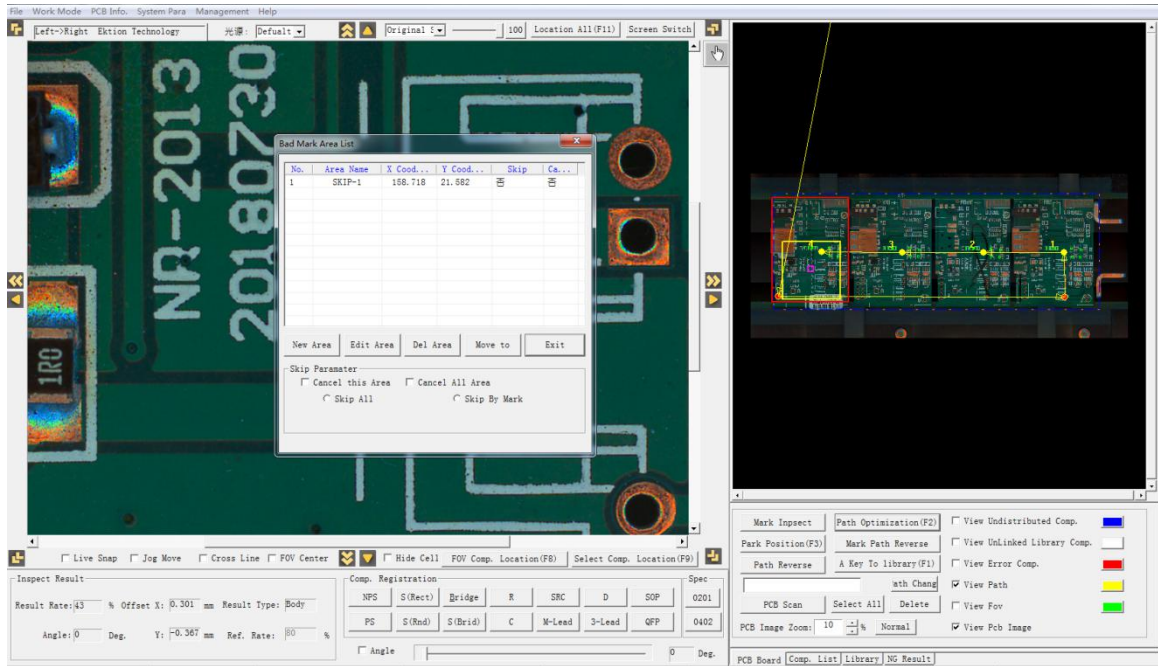 File Work Mode PCB Info. System Para Management Help
Left->Right Ektion Technology
Defualt
100 Location All(F11) Screen Switch
NR-2013
20180730
1R0
Bad Mark Area List
No. Area Name X Cood... Y Cood... Skip Ca...
1 SKIP-1 158.718 21.582 否 否
New Area Edit Area Del Area Move to Exit
Skip Paramater
Cancel this Area Cancel All Area
Skip All Skip By Mark
4 3 2 1
Live Snap Jog Move Cross Line FOV Center Hide Cell FOV Comp. Location(F8) Select Comp. Location(F9)
Inspect Result
Result Rate: 43 % Offset X: 0.301 mm Result Type: Body
Angle: 0 Deg. Y: -0.367 mm Ref. Rate: 80 %
Comp. Registration
NPS S(Rect) Bridge R SRC D SOP
PS S(Rnd) S(Brid) C M-Lead 3-Lead QFP
Angle 0 Deg.
Spec
0201
0402
Mark Inpsect Path Optimization(F2) View Undistributed Comp.
Park Position(F3) Mark Path Reverse View UnLinked Library Comp.
Path Reverse A Key To library(F1) View Error Comp.
ath Chang View Path
PCB Scan Select All Delete View Fov
PCB Image Zoom: 10 % Normal View Pcb Image
PCB Board Comp. List Library NG Result